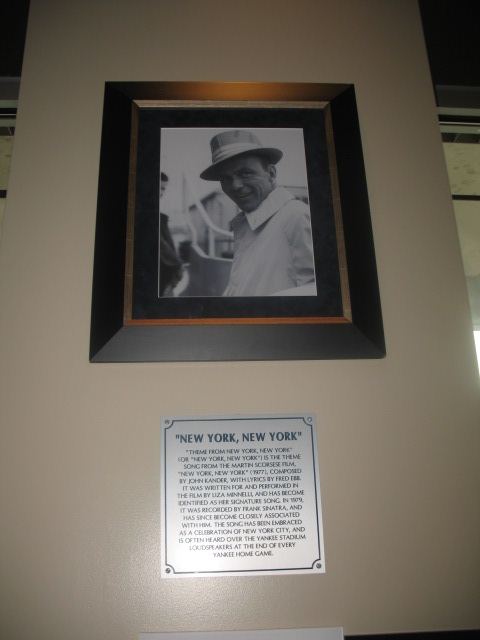 "NEW YORK, NEW YORK"
"THEME FROM NEW YORK, NEW YORK"
(OR "NEW YORK, NEW YORK") IS THE THEME
SONG FROM THE MARTIN SCORSESE FILM,
"NEW YORK, NEW YORK" (1977), COMPOSED
BY JOHN KANDER, WITH LYRICS BY FRED EBB.
IT WAS WRITTEN FOR AND PERFORMED IN
THE FILM BY LIZA MINNELLI, AND HAS BECOME
IDENTIFIED AS HER SIGNATURE SONG. IN 1979,
IT WAS RECORDED BY FRANK SINATRA, AND
HAS SINCE BECOME CLOSELY ASSOCIATED
WITH HIM. THE SONG HAS BEEN EMBRACED
AS A CELEBRATION OF NEW YORK CITY, AND
IS OFTEN HEARD OVER THE YANKEE STADIUM
LOUDSPEAKERS AT THE END OF EVERY
YANKEE HOME GAME.